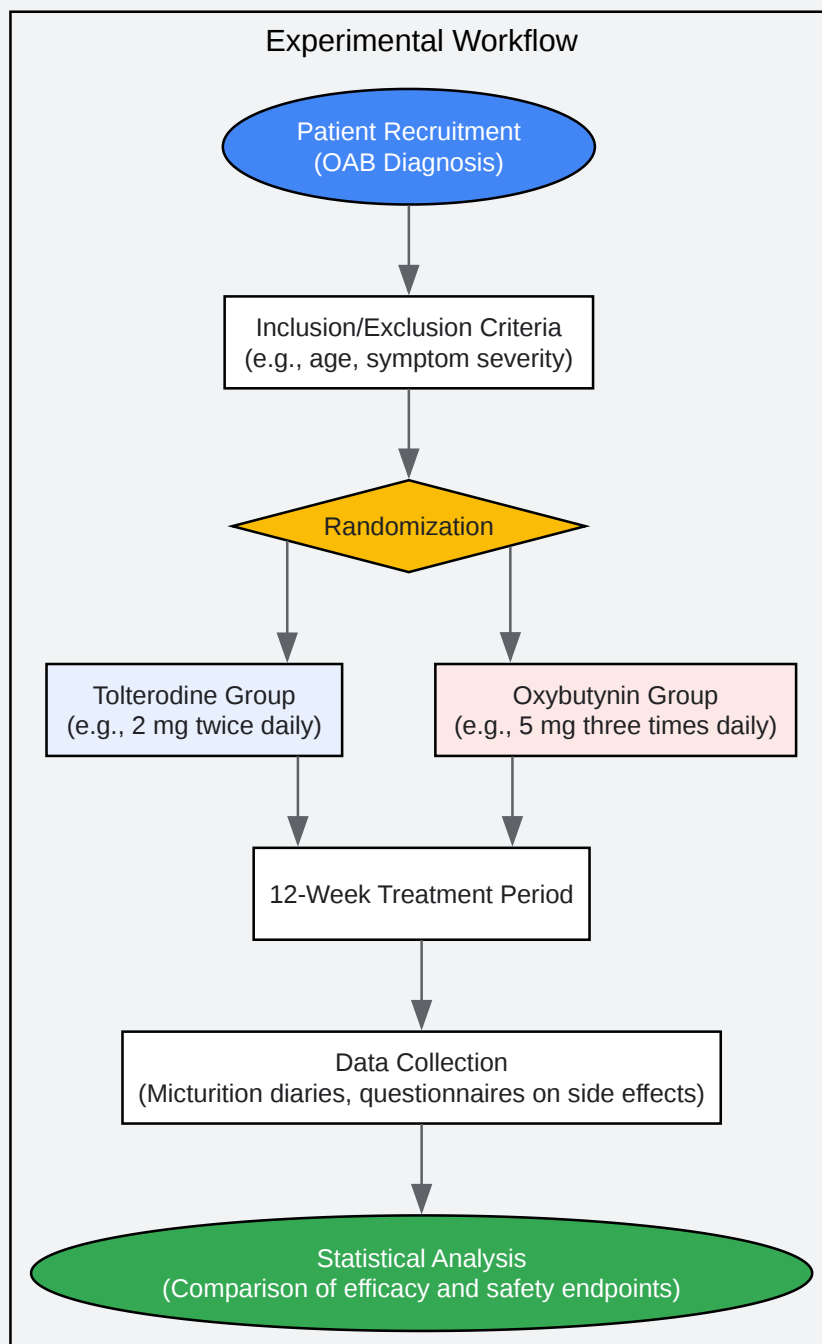 Experimental Workflow
Patient Recruitment
(OAB Diagnosis)
Inclusion/Exclusion Criteria
(e.g., age, symptom severity)
Randomization
Tolterodine Group
(e.g., 2 mg twice daily)
Oxybutynin Group
(e.g., 5 mg three times daily)
12-Week Treatment Period
Data Collection
(Micturition diaries, questionnaires on side effects)
Statistical Analysis
(Comparison of efficacy and safety endpoints)